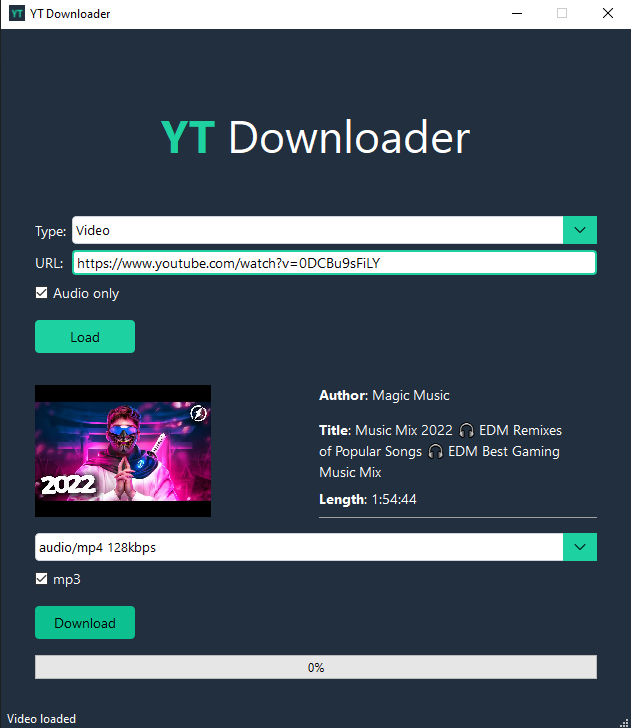 YT YT Downloader
YT Downloader
Type: Video
URL: https://www.youtube.com/watch?v=0DCBu9sFiLY
Audio only
Load
2022
Author: Magic Music
Title: Music Mix 2022 🎧 EDM Remixes
of Popular Songs 🎧 EDM Best Gaming
Music Mix
Length: 1:54:44
audio/mp4 128kbps
mp3
Download
0%
Video loaded